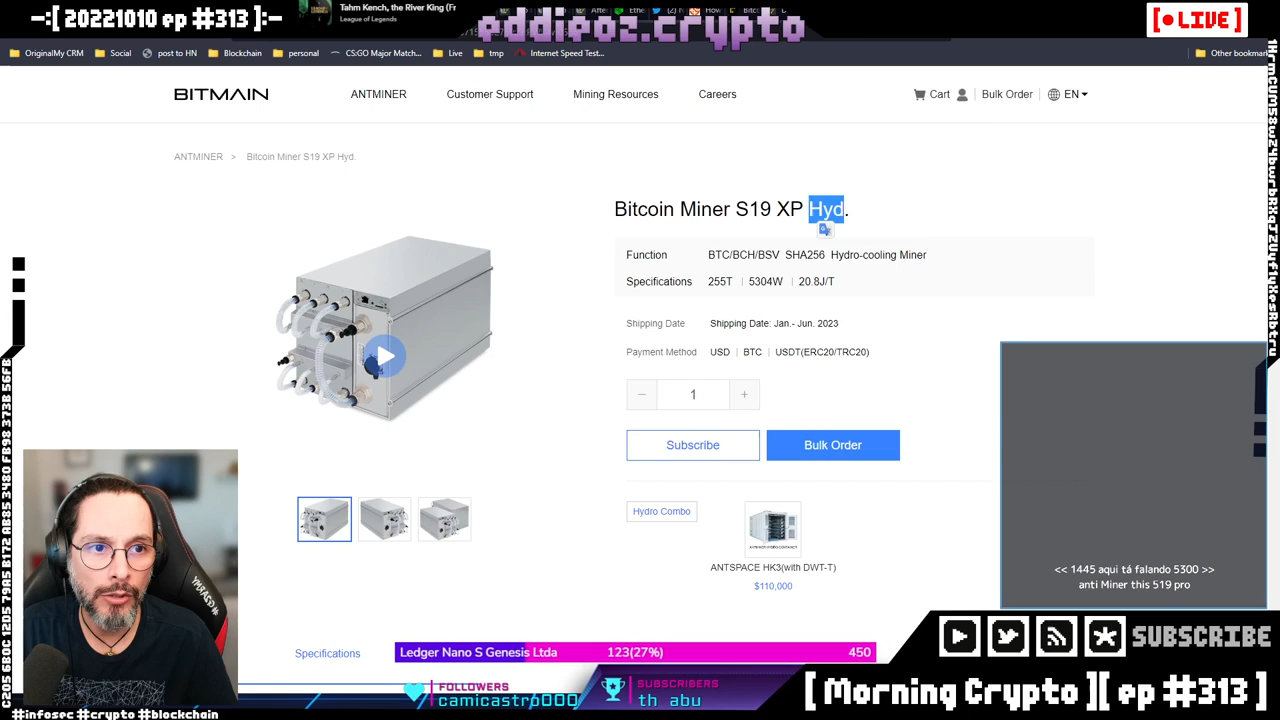 -:[ 20221010 ep #313 ]:-
Tahm Kench, the River King (Fr
League of Legends
eddieoz.crypto
[ ● LIVE ]
OriginalMy CRM
Social
post to HN
Blockchain
personal
CS:GO Major Match...
Live
tmp
Internet Speed Test...
Other bookmar
BITMAIN
ANTMINER
Customer Support
Mining Resources
Careers
Cart
Bulk Order
EN
ANTMINER > Bitcoin Miner S19 XP Hyd.
Bitcoin Miner S19 XP Hyd.
Function BTC/BCH/BSV SHA256 Hydro-cooling Miner
Specifications 255T | 5304W | 20.8J/T
Shipping Date Shipping Date: Jan.- Jun. 2023
Payment Method USD | BTC | USDT(ERC20/TRC20)
− 1 +
Subscribe
Bulk Order
Hydro Combo
ANTSPACE HK3(with DWT-T)
$110,000
<< 1445 aqui tá falando 5300 >>
anti Miner this 519 pro
Specifications
Ledger Nano S Genesis Ltda 123(27%) 450
SUBSCRIBE
FOLLOWERS
camicastro000
SUBSCRIBERS
th_abu
[ Morning Crypto ][ ep #313 ]
#infosec #crypto #blockchain